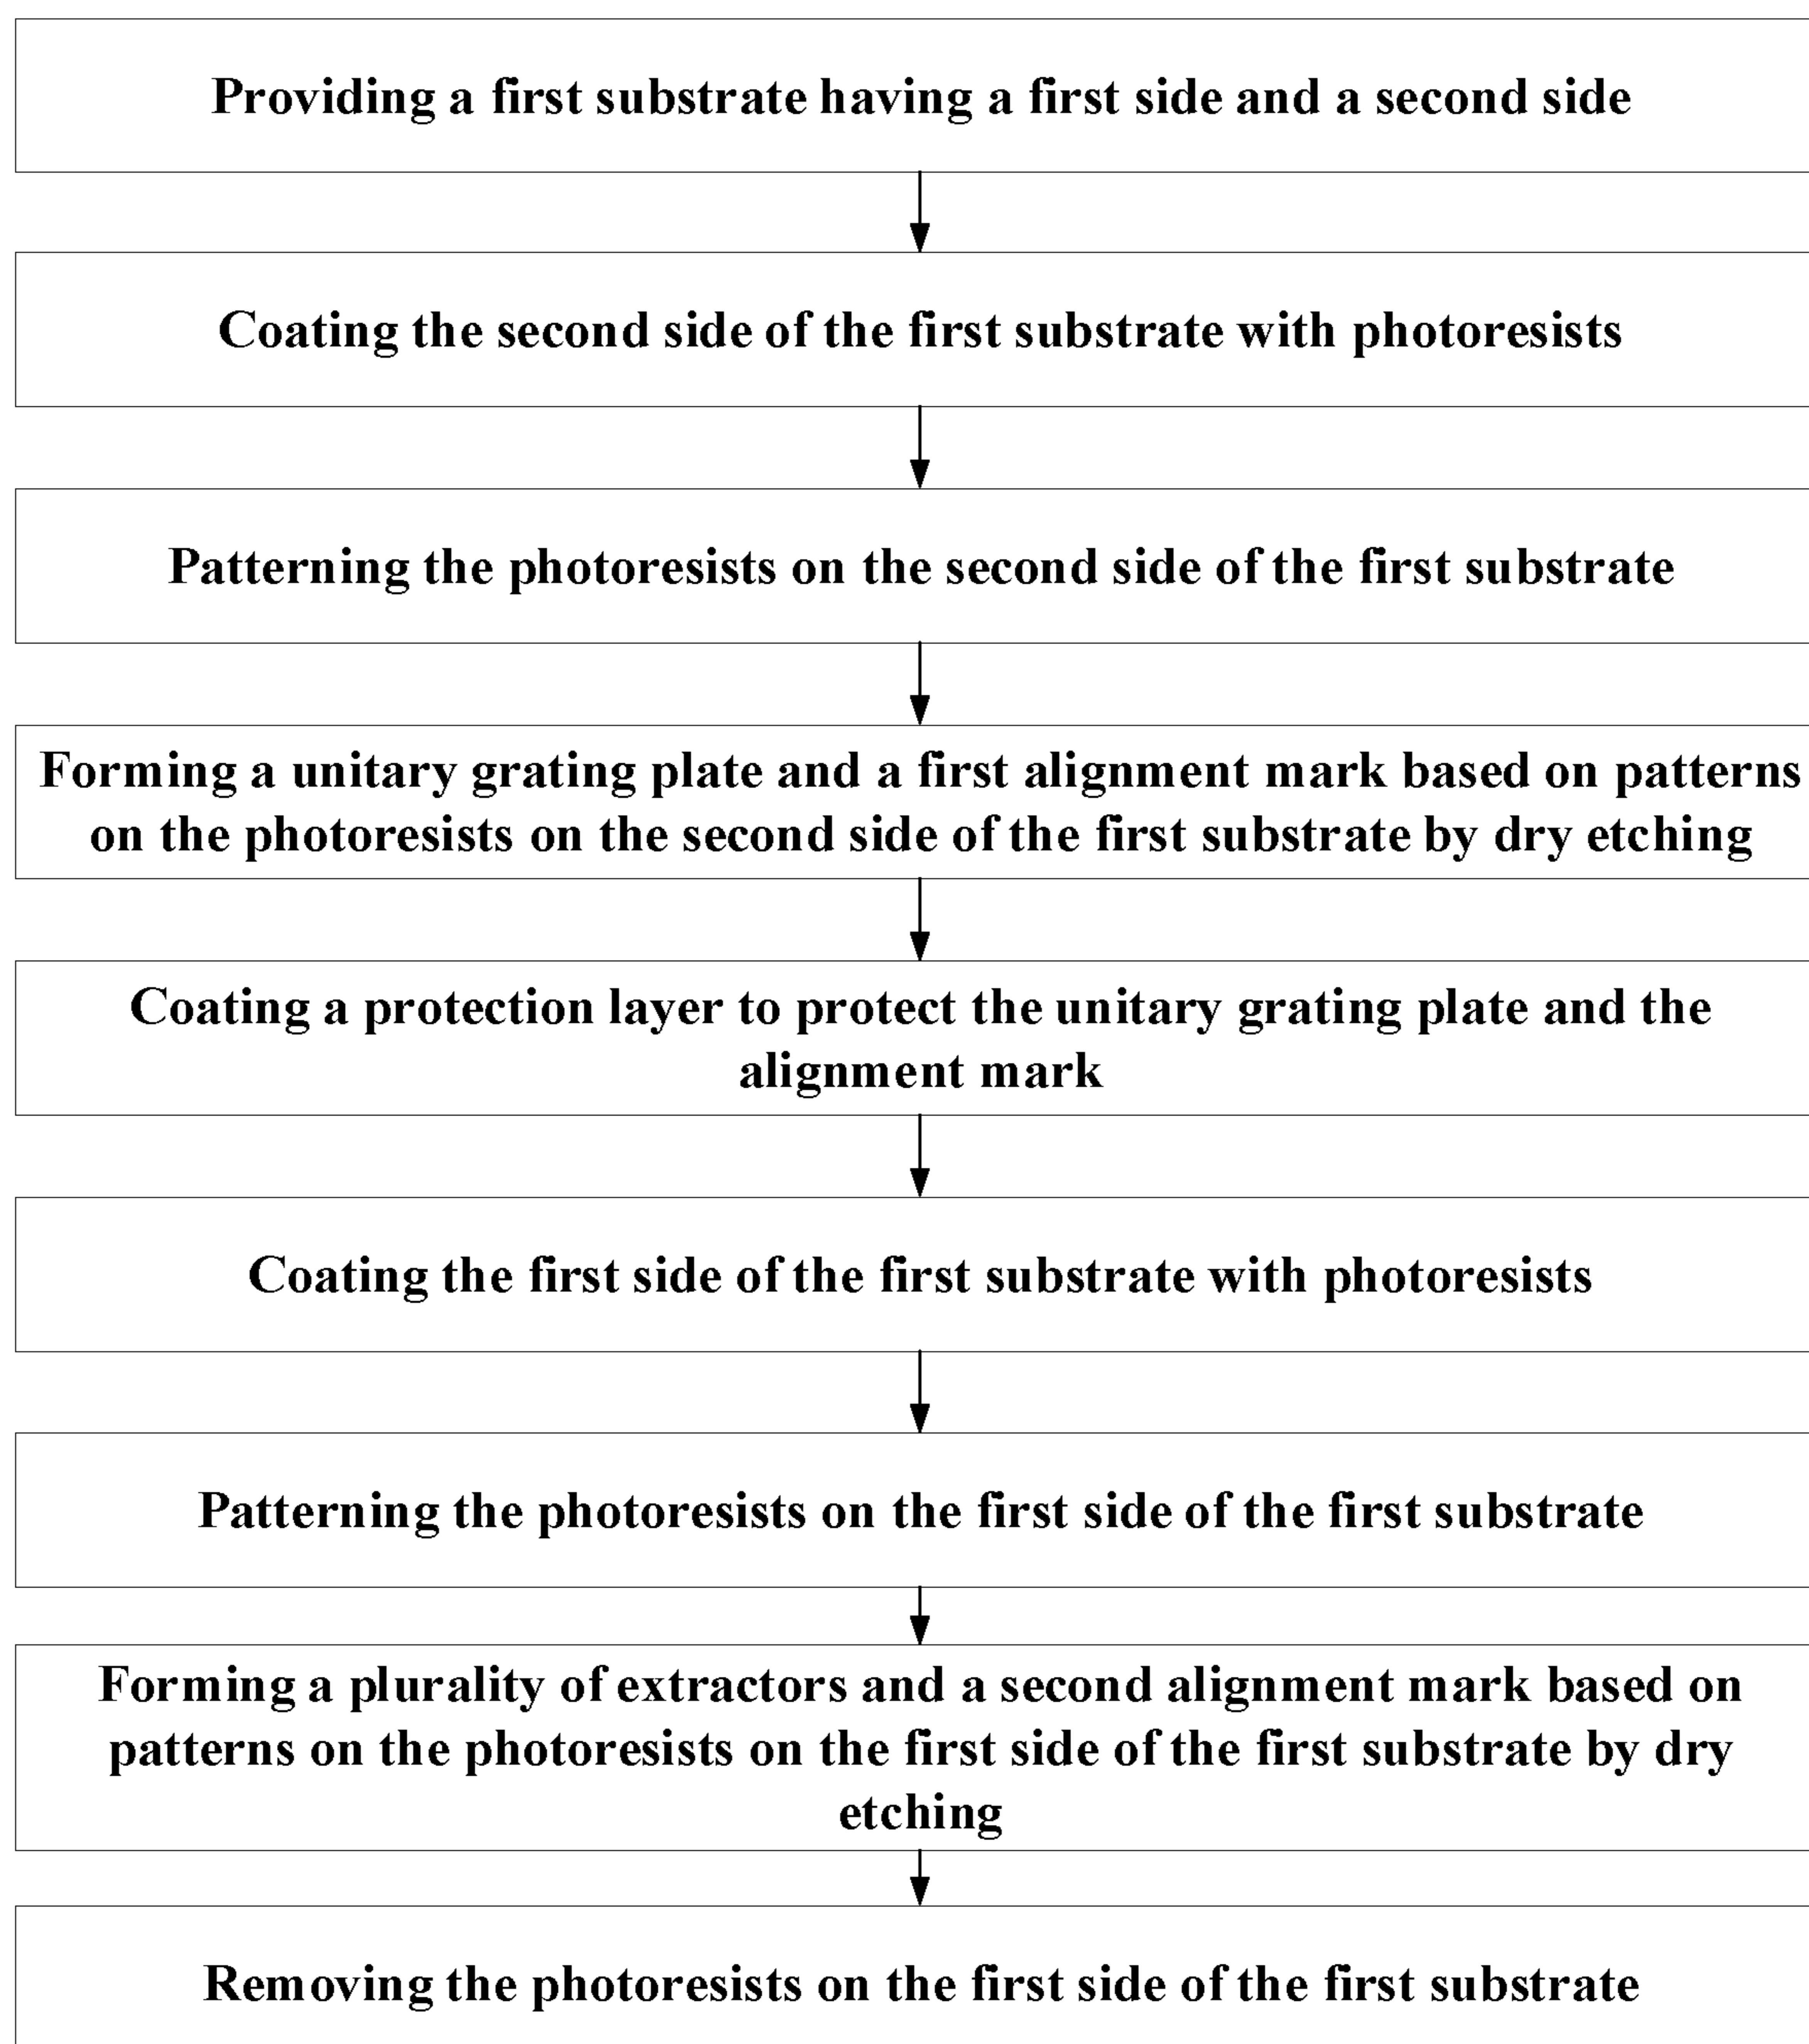 Providing a first substrate having a first side and a second side
Coating the second side of the first substrate with photoresists
Patterning the photoresists on the second side of the first substrate
Forming a unitary grating plate and a first alignment mark based on patterns
on the photoresists on the second side of the first substrate by dry etching
Coating a protection layer to protect the unitary grating plate and the
alignment mark
Coating the first side of the first substrate with photoresists
Patterning the photoresists on the first side of the first substrate
Forming a plurality of extractors and a second alignment mark based on
patterns on the photoresists on the first side of the first substrate by dry
etching
Removing the photoresists on the first side of the first substrate